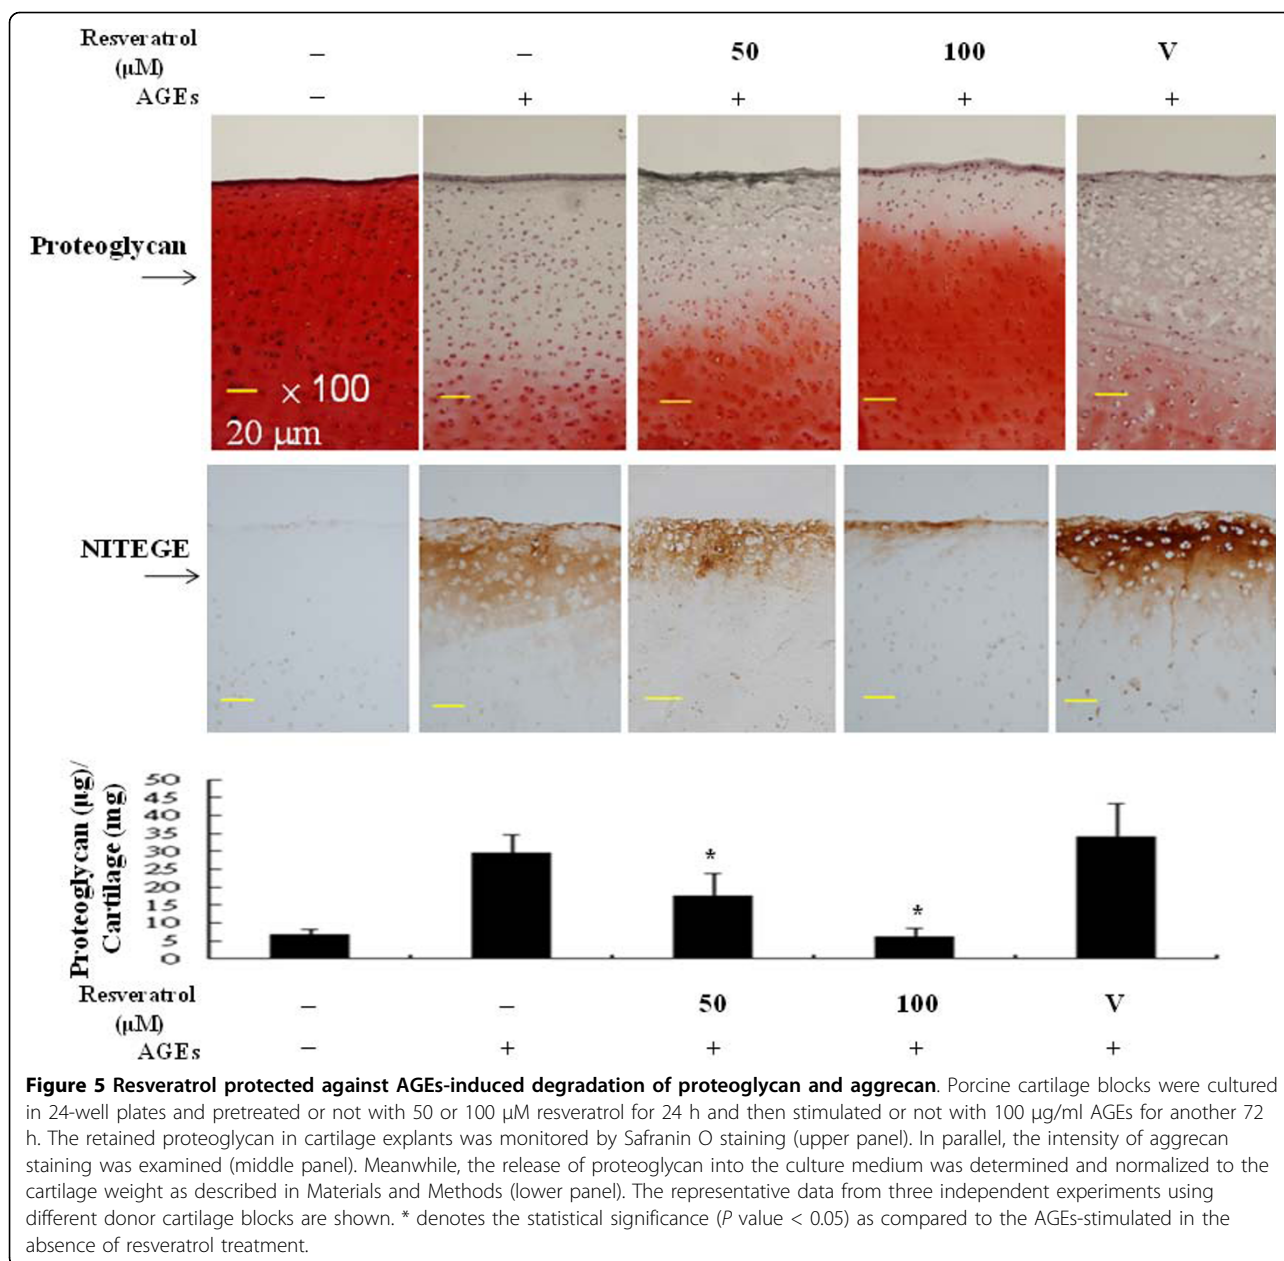 Resveratrol – – 50 100 V
(μM)
AGEs – + + + +
Proteoglycan
× 100
20 μm
NITEGE
Proteoglycan (μg)/
Cartilage (mg)
50
45
40
35
30
25
20
15
10
5
0
*
*
Resveratrol – – 50 100 V
(μM)
AGEs – + + + +
Figure 5 Resveratrol protected against AGEs-induced degradation of proteoglycan and aggrecan. Porcine cartilage blocks were cultured
in 24-well plates and pretreated or not with 50 or 100 μM resveratrol for 24 h and then stimulated or not with 100 μg/ml AGEs for another 72
h. The retained proteoglycan in cartilage explants was monitored by Safranin O staining (upper panel). In parallel, the intensity of aggrecan
staining was examined (middle panel). Meanwhile, the release of proteoglycan into the culture medium was determined and normalized to the
cartilage weight as described in Materials and Methods (lower panel). The representative data from three independent experiments using
different donor cartilage blocks are shown. * denotes the statistical significance (P value < 0.05) as compared to the AGEs-stimulated in the
absence of resveratrol treatment.